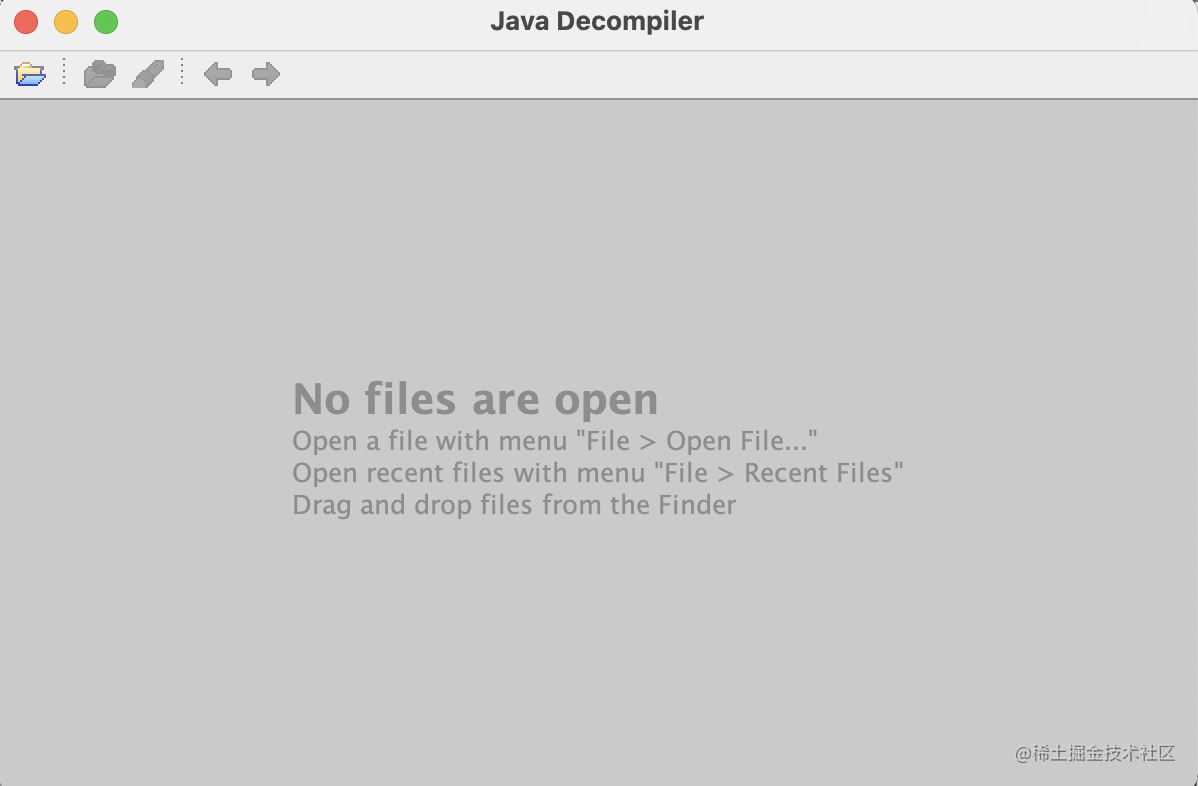 Java Decompiler
No files are open
Open a file with menu "File > Open File..."
Open recent files with menu "File > Recent Files"
Drag and drop files from the Finder
@稀土掘金技术社区